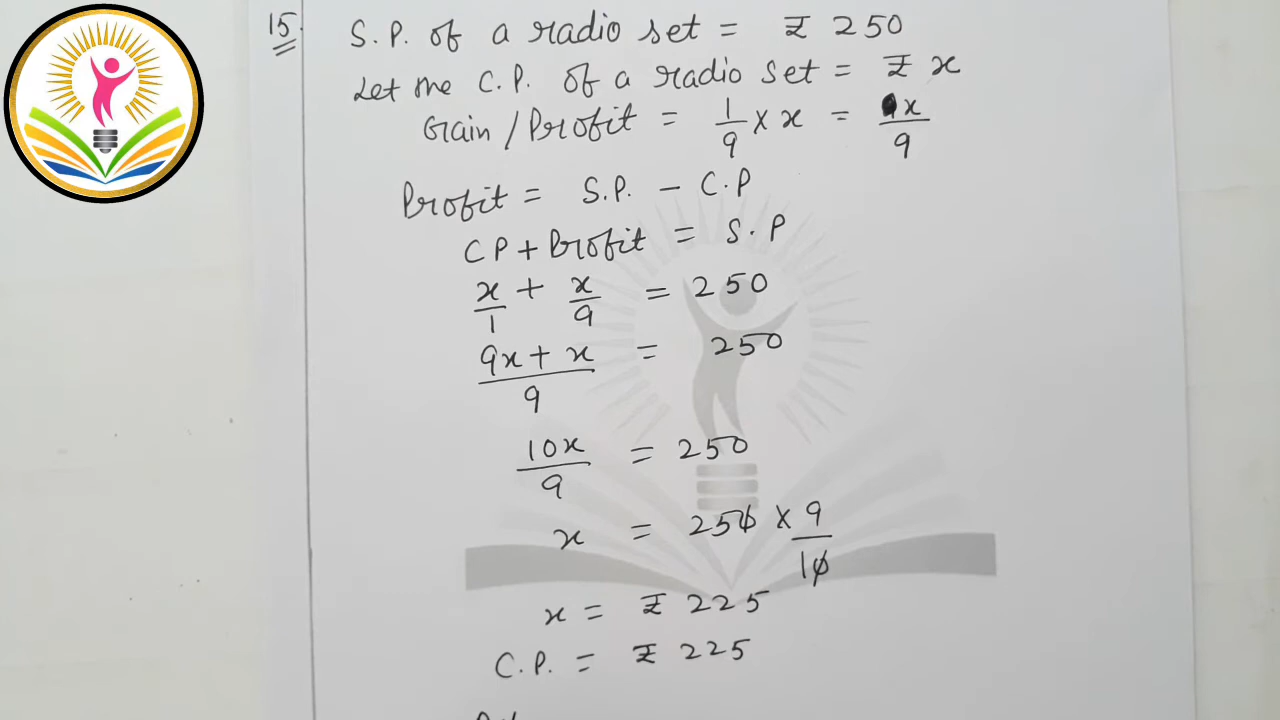 15. S.P. of a radio set = ₹ 250
Let the C.P. of a radio set = ₹ x
Gain / Profit = 1/9 × x = x/9
Profit = S.P. - C.P
CP + Profit = S.P
x/1 + x/9 = 250
9x + x/9 = 250
10x/9 = 250
x = 250 × 9/10
x = ₹ 225
C.P. = ₹ 225